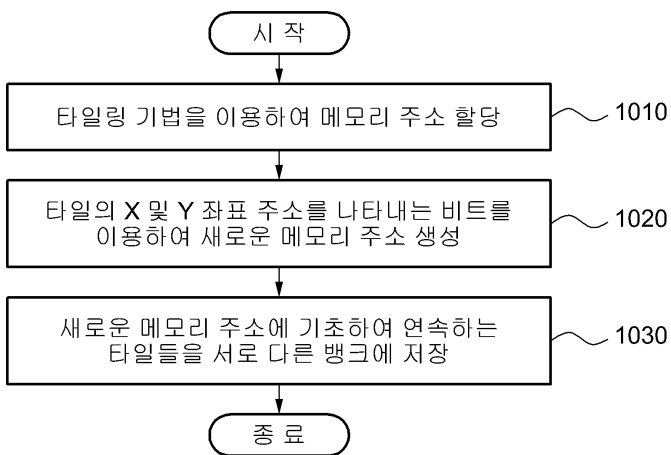 시 작
타일링 기법을 이용하여 메모리 주소 할당
1010
타일의 X 및 Y 좌표 주소를 나타내는 비트를
이용하여 새로운 메모리 주소 생성
1020
새로운 메모리 주소에 기초하여 연속하는
타일들을 서로 다른 뱅크에 저장
1030
종 료